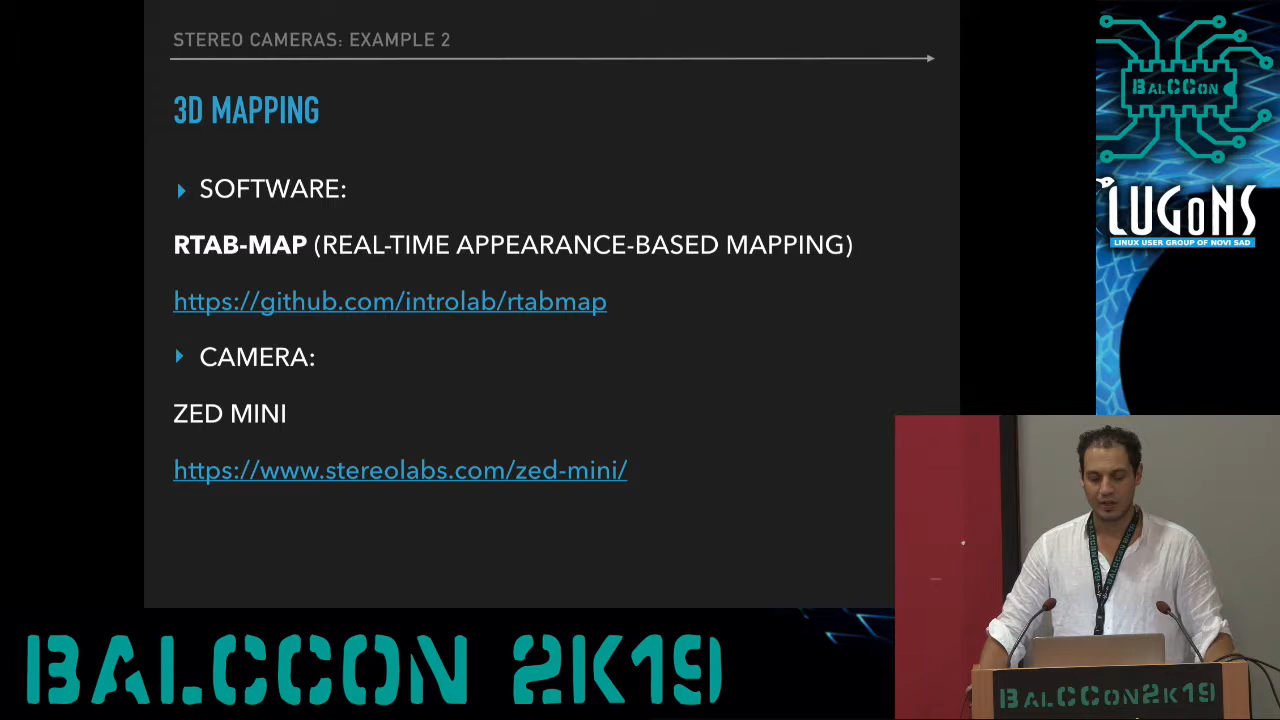 STEREO CAMERAS: EXAMPLE 2
3D MAPPING
SOFTWARE:
RTAB-MAP (REAL-TIME APPEARANCE-BASED MAPPING)
https://github.com/introlab/rtabmap
CAMERA:
ZED MINI
https://www.stereolabs.com/zed-mini/
BALCCON
LUGoNS
LINUX USER GROUP OF NOVI SAD
BALCCON2K19
BALCCON 2K19